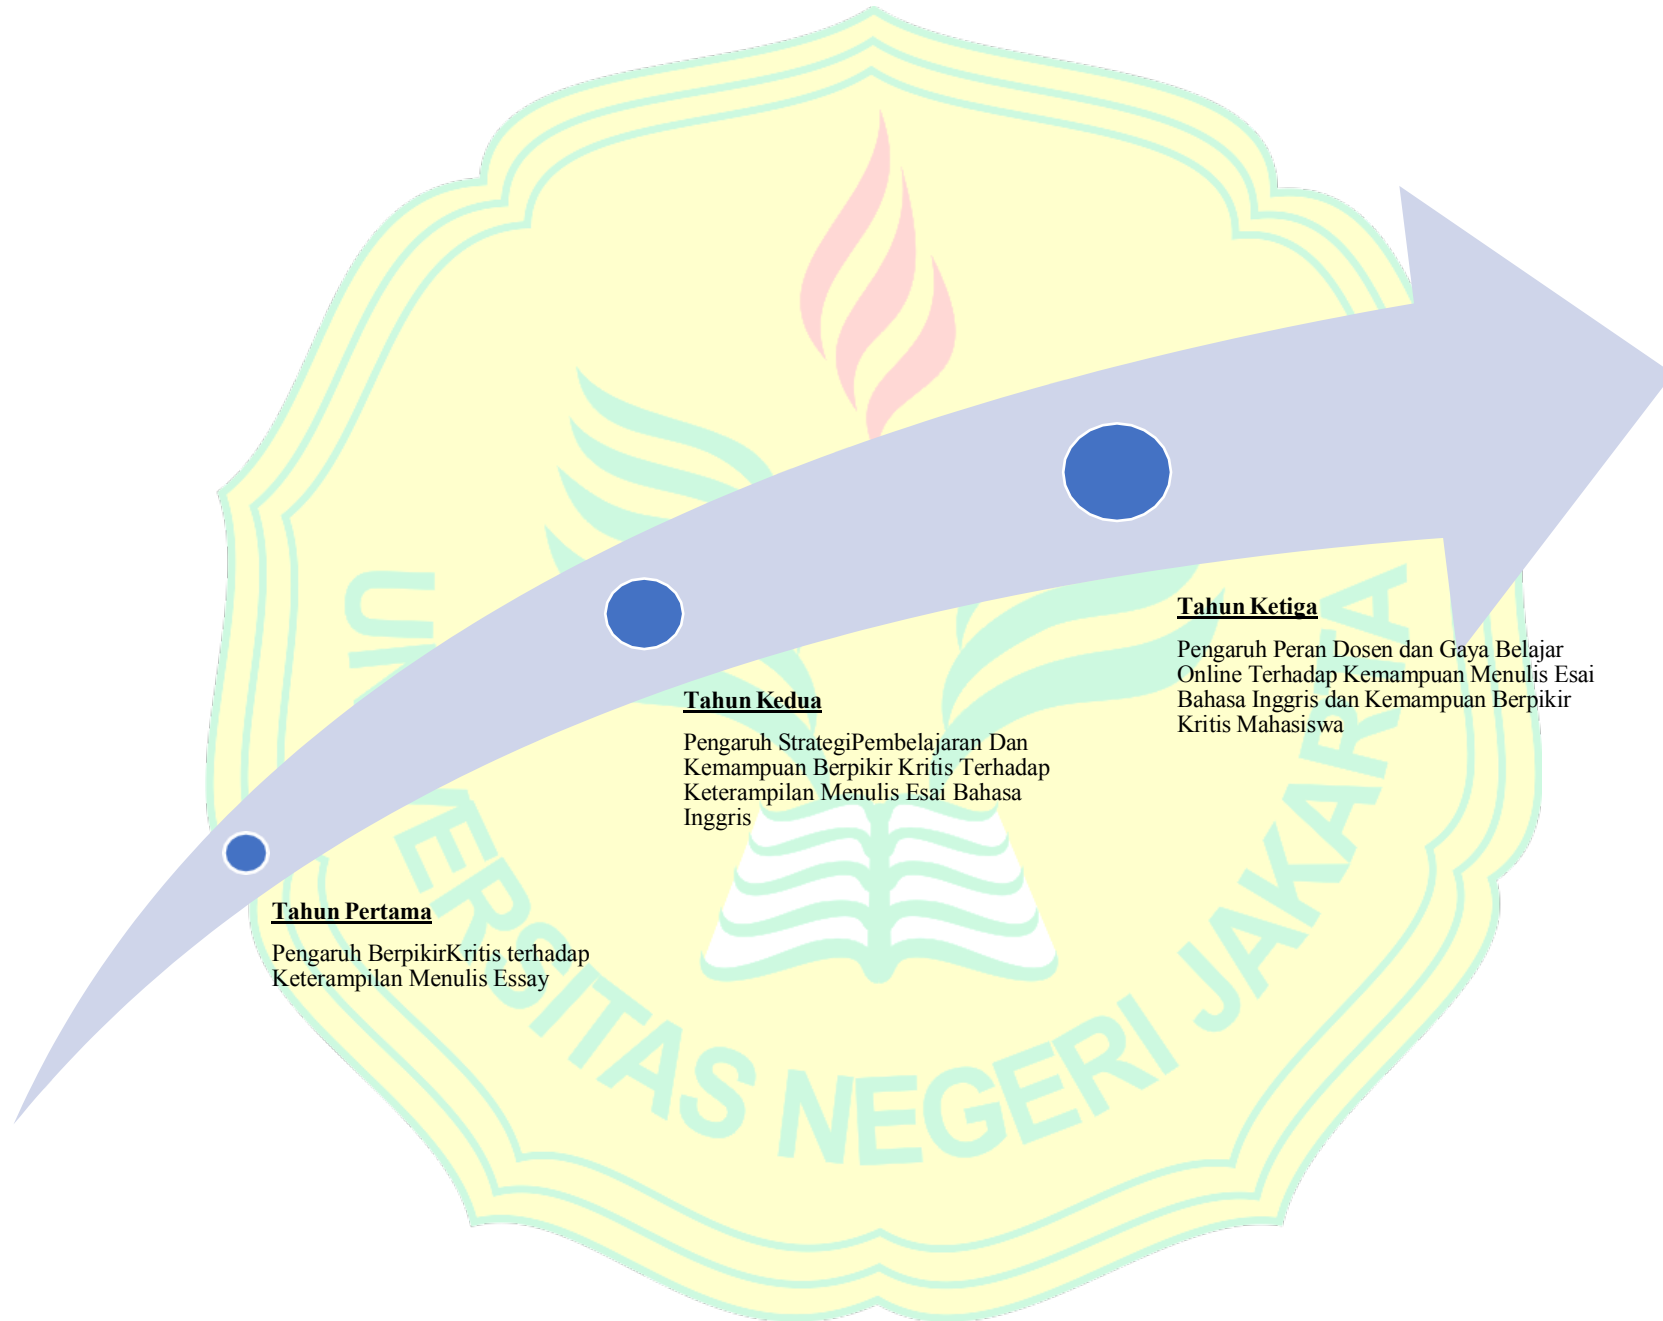 Tahun Pertama
Pengaruh BerpikirKritis terhadap
Keterampilan Menulis Essay
Tahun Kedua
Pengaruh StrategiPembelajaran Dan
Kemampuan Berpikir Kritis Terhadap
Keterampilan Menulis Esai Bahasa
Inggris
Tahun Ketiga
Pengaruh Peran Dosen dan Gaya Belajar
Online Terhadap Kemampuan Menulis Esai
Bahasa Inggris dan Kemampuan Berpikir
Kritis Mahasiswa
UNIVERSITAS NEGERI JAKARTA